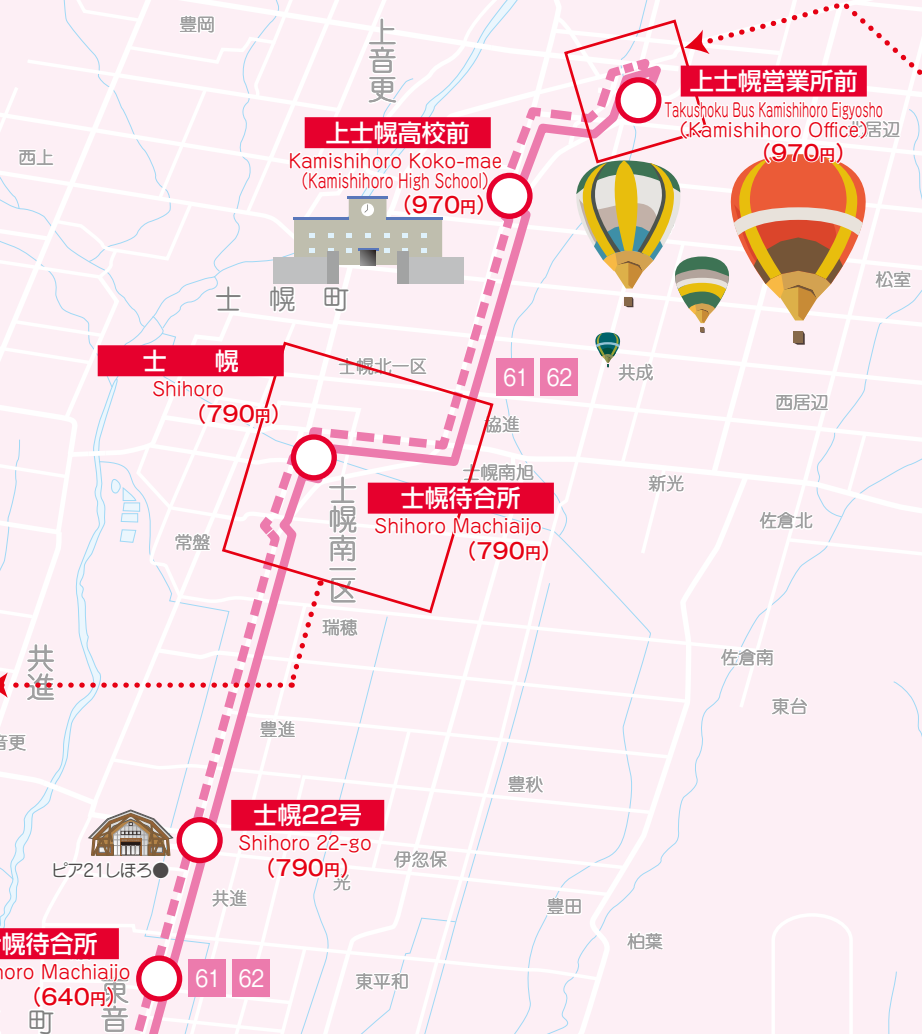 豊岡
上音更
上士幌営業所前
Takushoku Bus Kamishihoro Eigyosho
(Kamishihoro Office)
(970円)
居辺
上士幌高校前
Kamishihoro Koko-mae
(Kamishihoro High School)
(970円)
西上
松室
士幌町
士幌
Shihoro
(790円)
士幌北一区
61 62
共成
西居辺
協進
士幌南旭
新光
士幌待合所
Shihoro Machiaijo
(790円)
士幌南一区
佐倉北
常盤
瑞穂
共進
佐倉南
東台
音更
豊進
豊秋
士幌22号
Shihoro 22-go
(790円)
ピア21しほろ
伊忽保
光
共進
豊田
柏葉
幌待合所
horo Machiaijo
(640円)
61 62
東音
町
東平和